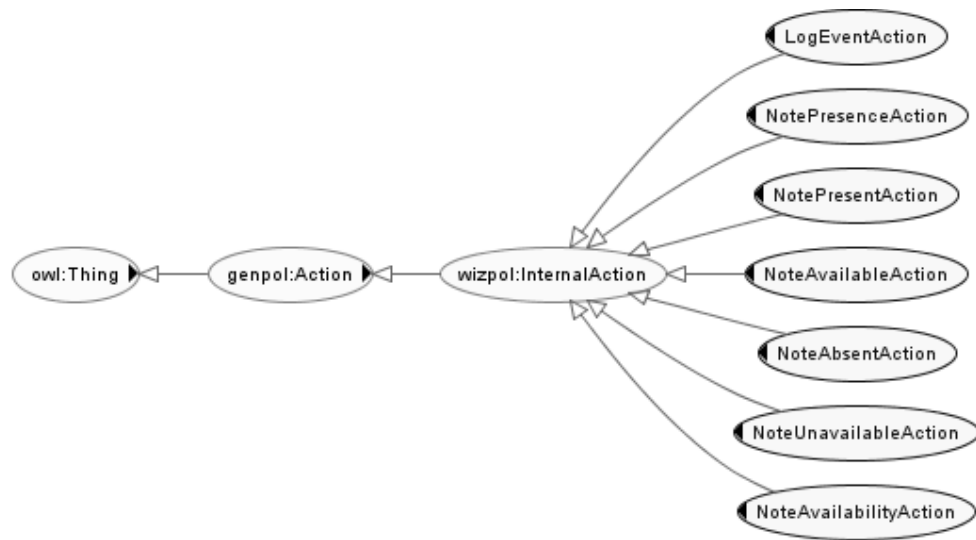 LogEventAction
NotePresenceAction
NotePresentAction
owl:Thing genpol:Action wizpol:InternalAction NoteAvailableAction
NoteAbsentAction
NoteUnavailableAction
NoteAvailabilityAction